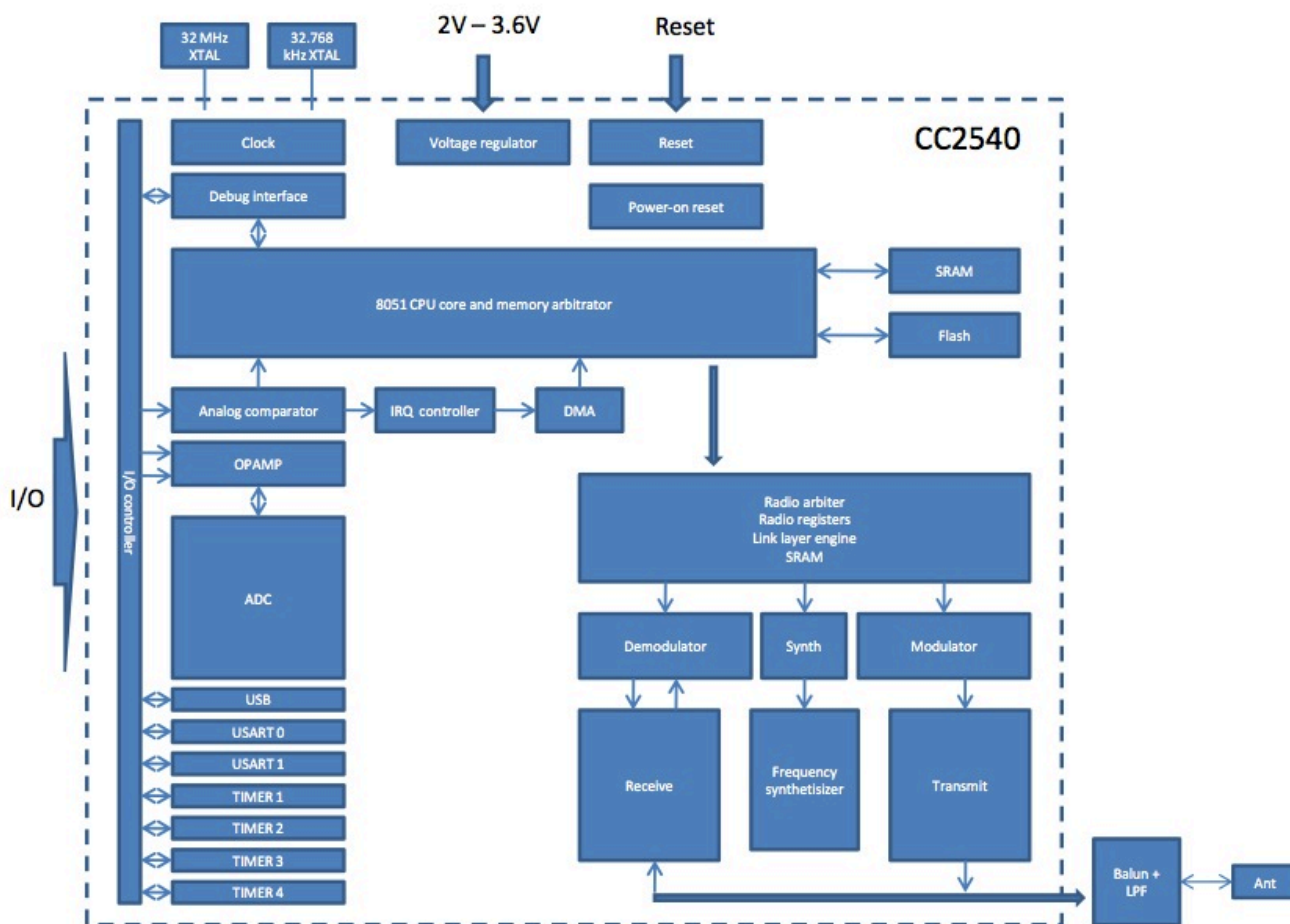 32 MHz
XTAL
32.768
kHz XTAL
2V – 3.6V
Reset
CC2540
Clock
Voltage regulator
Reset
Debug interface
Power-on reset
8051 CPU core and memory arbitrator
SRAM
Flash
Analog comparator
IRQ controller
DMA
OPAMP
I/O
I/O controller
ADC
Radio arbiter
Radio registers
Link layer engine
SRAM
Demodulator
Synth
Modulator
USB
USART 0
USART 1
TIMER 1
TIMER 2
TIMER 3
TIMER 4
Receive
Frequency
synthetisizer
Transmit
Balun +
LPF
Ant